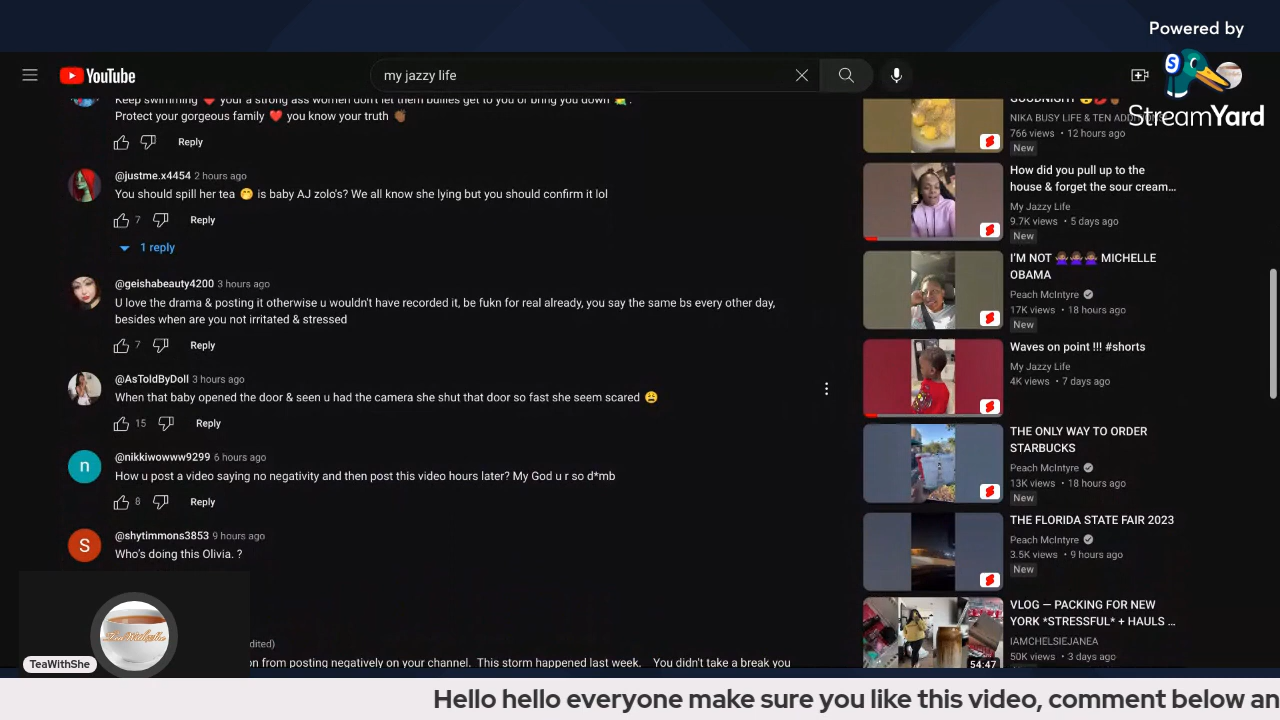 Powered by
YouTube
my jazzy life
StreamYard
Keep swimming ❤️ your a strong ass women don't let them bullies get to you or bring you down .
Protect your gorgeous family ❤️ you know your truth
Reply
@justme.x4454 2 hours ago
You should spill her tea 🤭 is baby AJ zolo's? We all know she lying but you should confirm it lol
7 Reply
1 reply
@geishabeauty4200 3 hours ago
U love the drama & posting it otherwise u wouldn't have recorded it, be fukn for real already, you say the same bs every other day,
besides when are you not irritated & stressed
7 Reply
@AsToldByDoll 3 hours ago
When that baby opened the door & seen u had the camera she shut that door so fast she seem scared 😩
15 Reply
@nikkiwowww9299 6 hours ago
n
How u post a video saying no negativity and then post this video hours later? My God u r so d*mb
8 Reply
@shytimmons3853 9 hours ago
S
Who's doing this Olivia. ?
dited)
on from posting negatively on your channel. This storm happened last week. You didn't take a break you
GOODNIGHT
NIKA BUSY LIFE & TEN
766 views • 12 hours ago
New
How did you pull up to the
house & forget the sour cream…
My Jazzy Life
9.7K views • 5 days ago
New
I'M NOT 🙅🏾‍♀️🙅🏾‍♀️🙅🏾‍♀️ MICHELLE
OBAMA
Peach McIntyre
17K views • 18 hours ago
New
Waves on point !!! #shorts
My Jazzy Life
4K views • 7 days ago
THE ONLY WAY TO ORDER
STARBUCKS
Peach McIntyre
13K views • 18 hours ago
New
THE FLORIDA STATE FAIR 2023
Peach McIntyre
3.5K views • 9 hours ago
New
VLOG — PACKING FOR NEW
YORK *STRESSFUL* + HAULS …
IAMCHELSIEJANEA
50K views • 3 days ago
54:47
TeaWithShe
TeaWithShe
Hello hello everyone make sure you like this video, comment below an